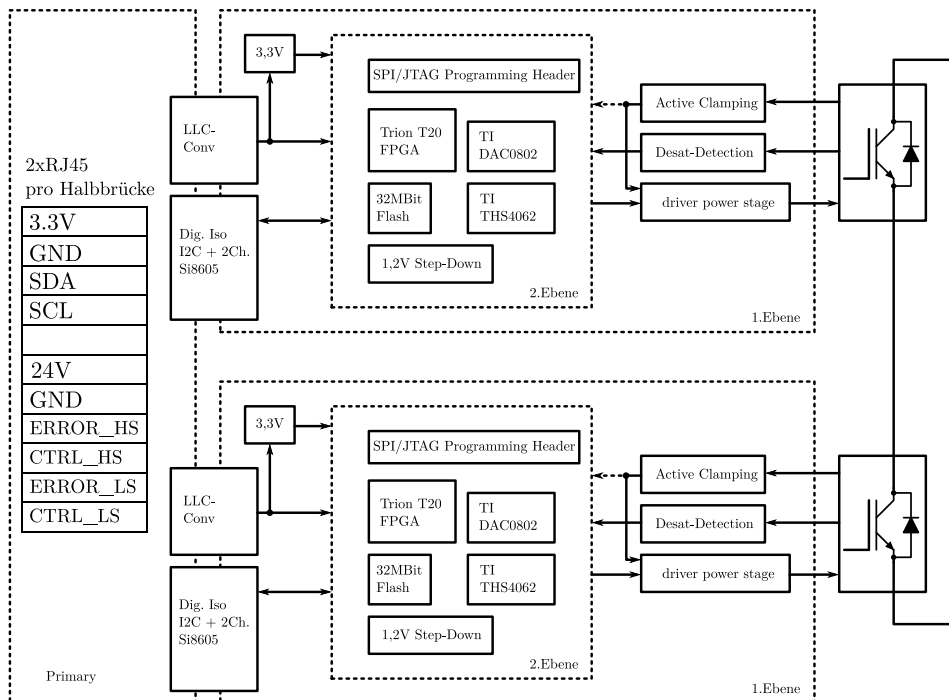 2xRJ45
pro Halbbrücke
3.3V
GND
SDA
SCL
24V
GND
ERROR_HS
CTRL_HS
ERROR_LS
CTRL_LS
Primary
LLC-
Conv
Dig. Iso
I2C + 2Ch.
Si8605
3,3V
SPI/JTAG Programming Header
Trion T20
FPGA
TI
DAC0802
32MBit
Flash
TI
THS4062
1,2V Step-Down
2.Ebene
Active Clamping
Desat-Detection
driver power stage
1.Ebene
LLC-
Conv
Dig. Iso
I2C + 2Ch.
Si8605
3,3V
SPI/JTAG Programming Header
Trion T20
FPGA
TI
DAC0802
32MBit
Flash
TI
THS4062
1,2V Step-Down
2.Ebene
Active Clamping
Desat-Detection
driver power stage
1.Ebene